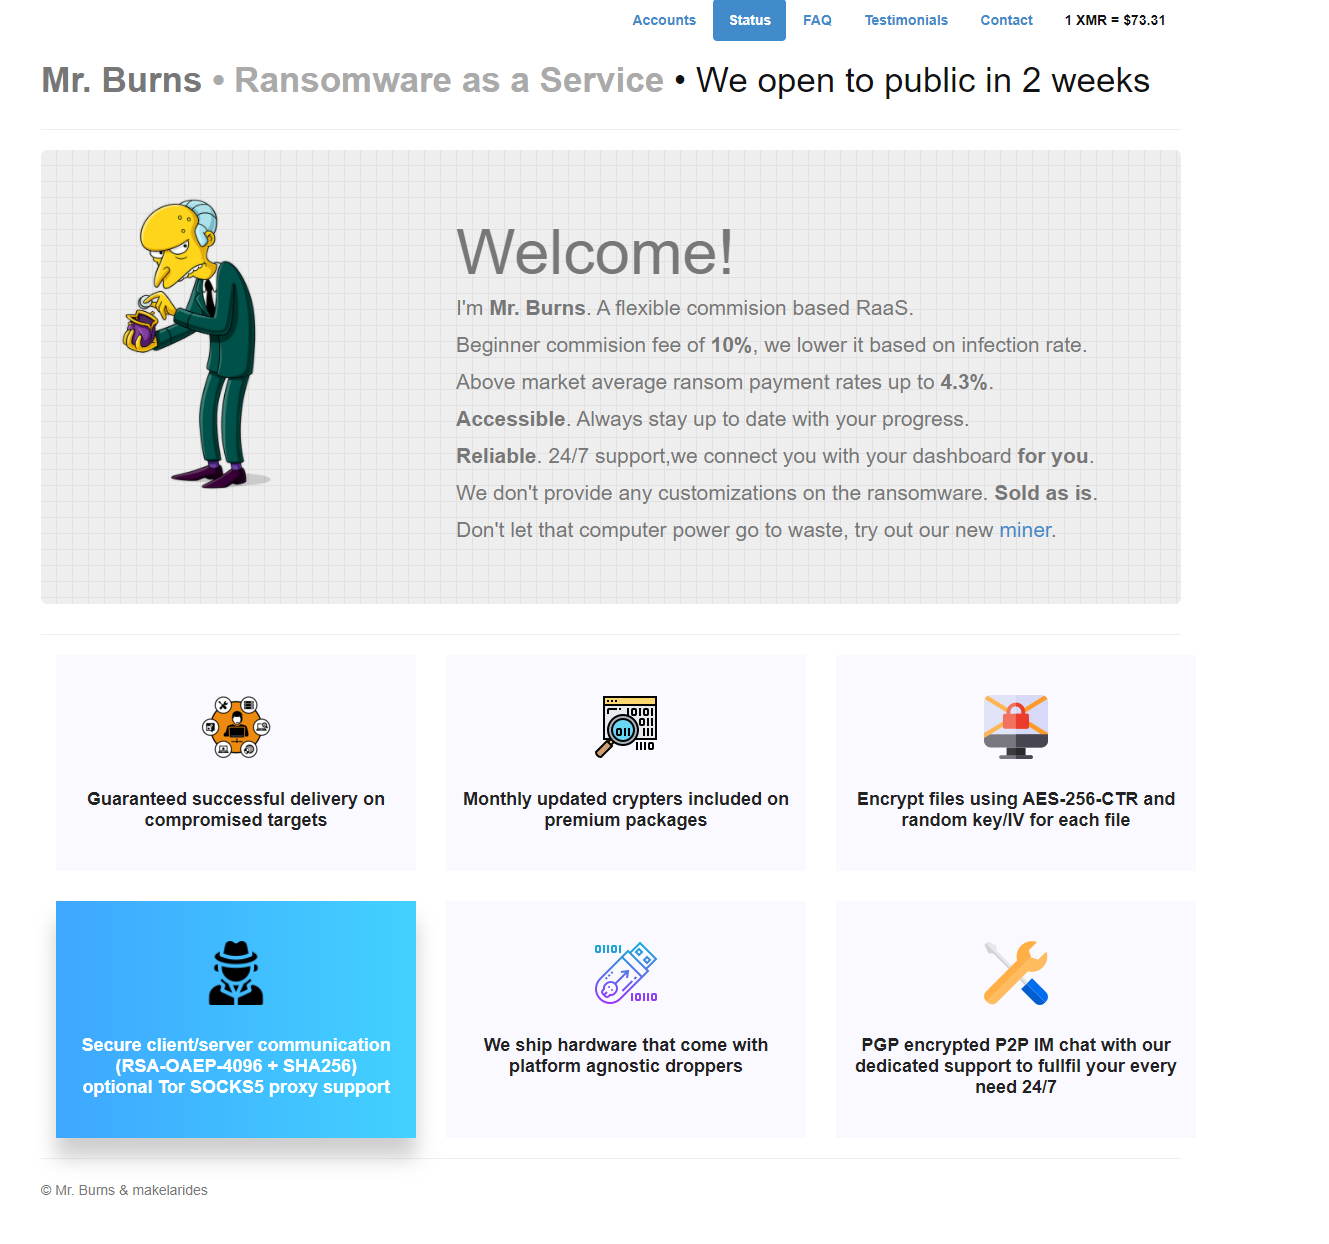 Accounts Status FAQ Testimonials Contact 1 XMR = $73.31
Mr. Burns • Ransomware as a Service • We open to public in 2 weeks
Welcome!
I'm Mr. Burns. A flexible commision based RaaS.
Beginner commision fee of 10%, we lower it based on infection rate.
Above market average ransom payment rates up to 4.3%.
Accessible. Always stay up to date with your progress.
Reliable. 24/7 support,we connect you with your dashboard for you.
We don't provide any customizations on the ransomware. Sold as is.
Don't let that computer power go to waste, try out our new miner.
10101
011
011
1110
Guaranteed successful delivery on
compromised targets
Monthly updated crypters included on
premium packages
Encrypt files using AES-256-CTR and
random key/IV for each file
01101
10110
Secure client/server communication
(RSA-OAEP-4096 + SHA256)
optional Tor SOCKS5 proxy support
We ship hardware that come with
platform agnostic droppers
PGP encrypted P2P IM chat with our
dedicated support to fullfil your every
need 24/7
© Mr. Burns & makelarides